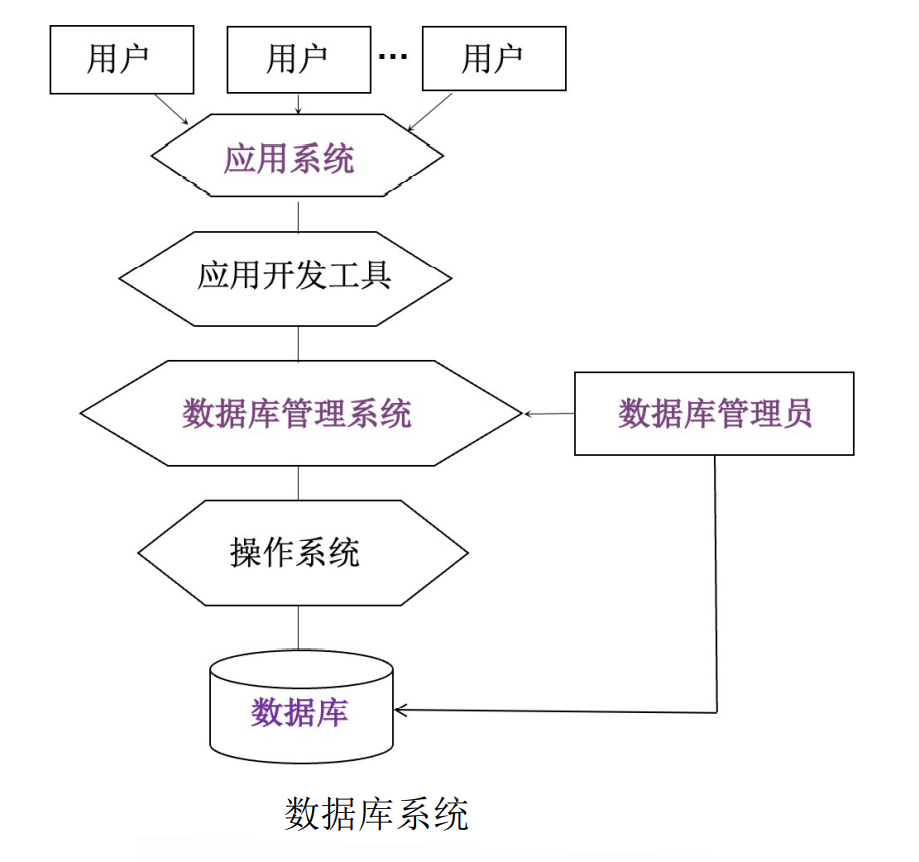 用户
用户
…
用户
应用系统
应用开发工具
数据库管理系统
数据库管理员
操作系统
数据库
数据库系统